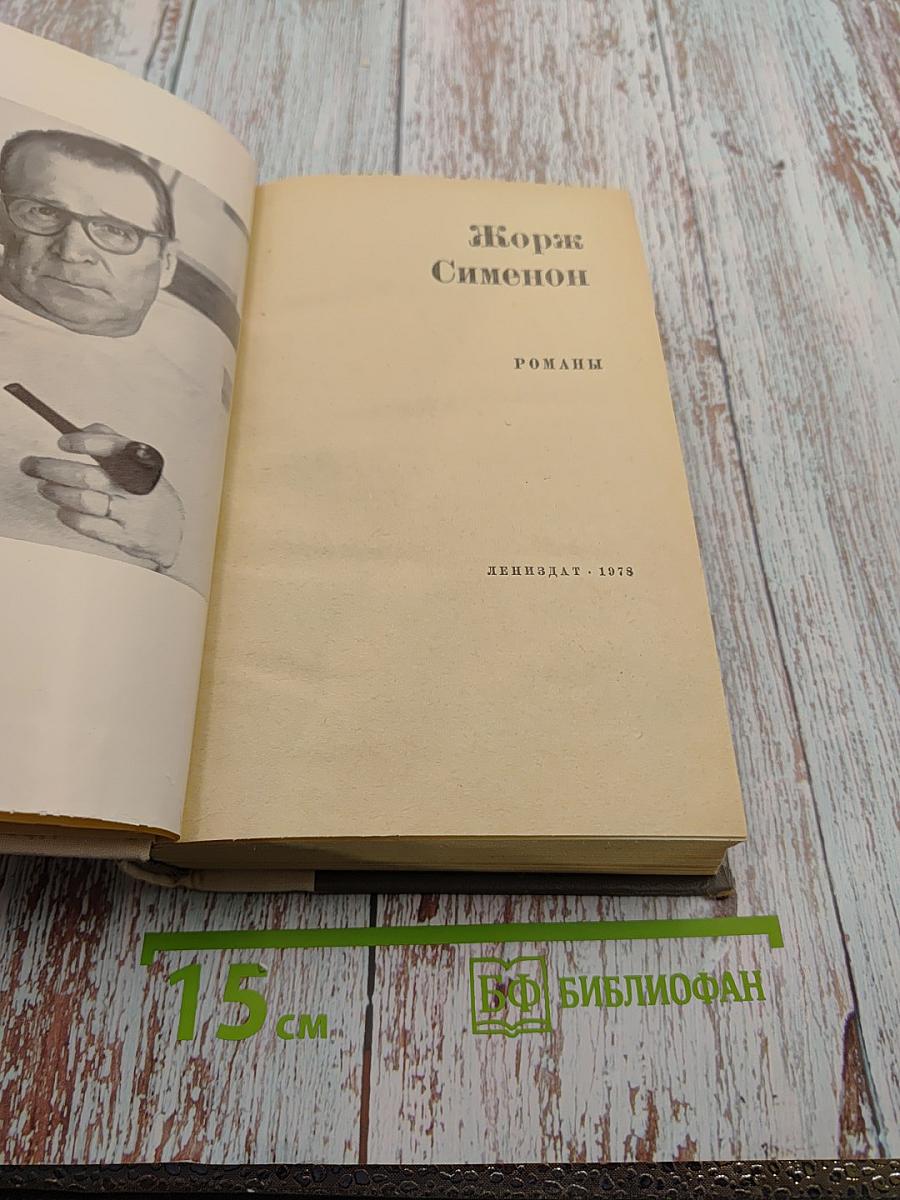 Жорж
Сименон
РОМАНЫ
ЛЕНИЗДАТ · 1978
15 см
БФ БИБЛИОФАН